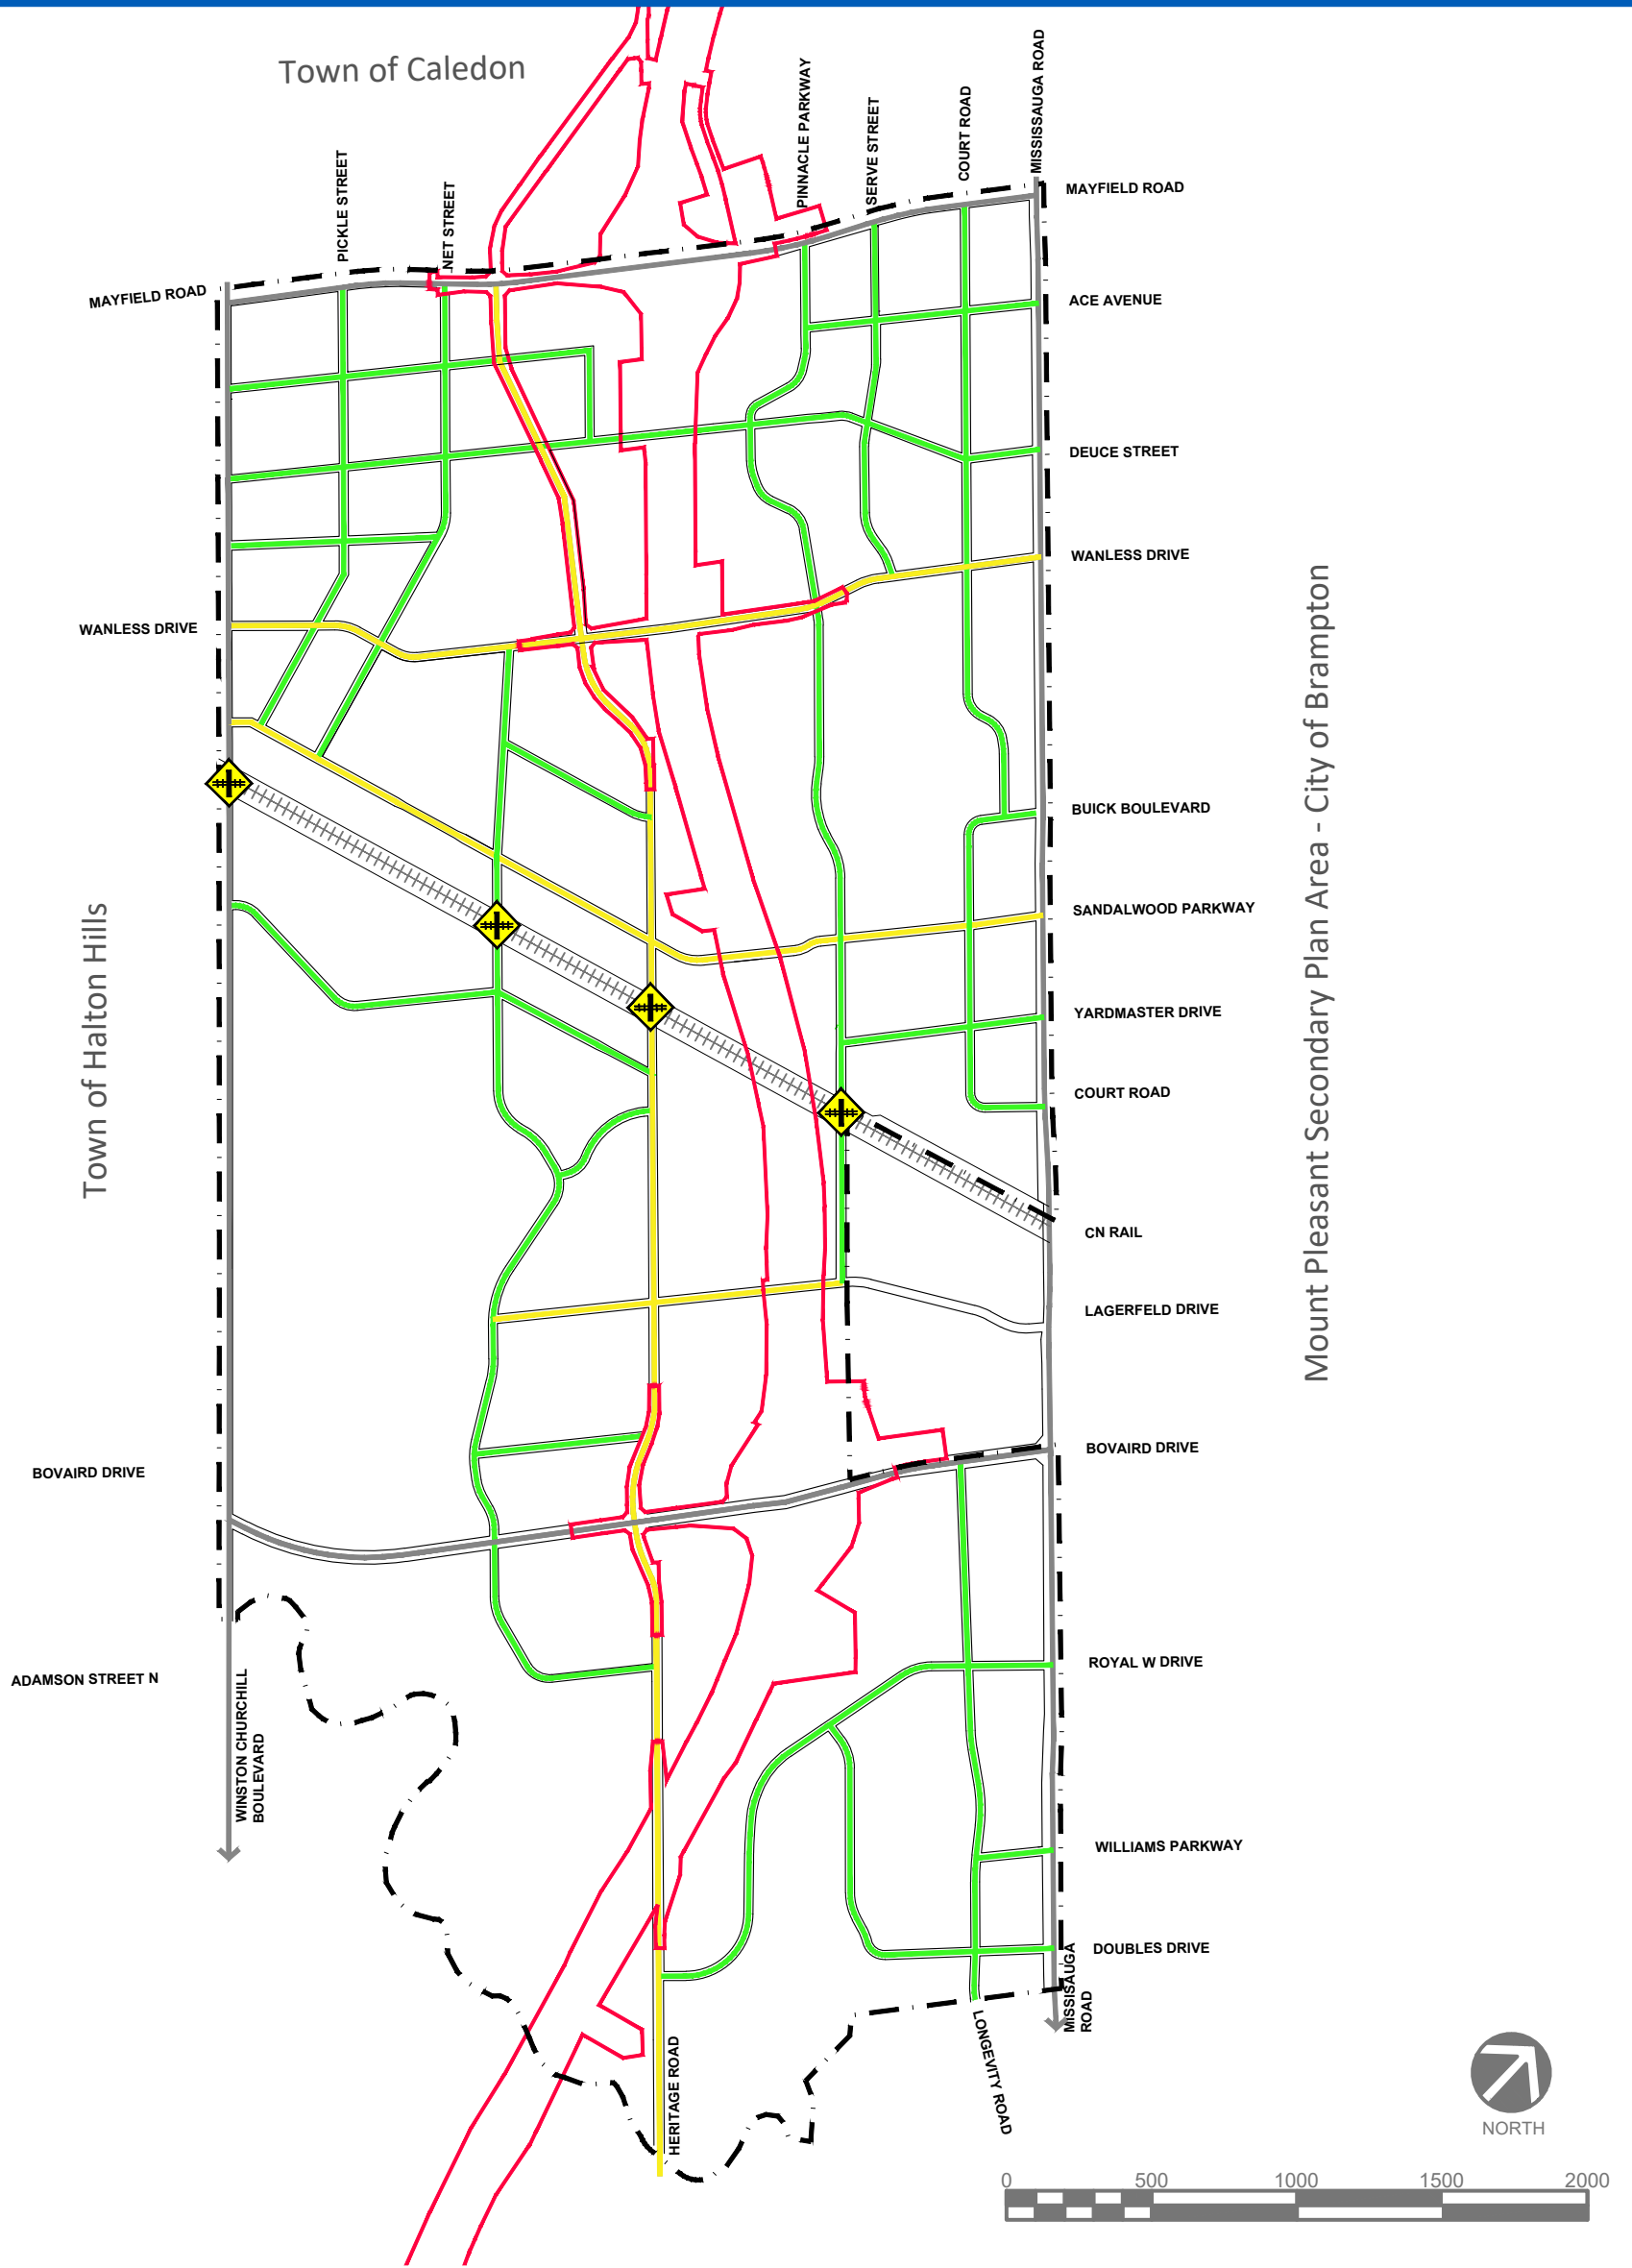 Town of Caledon
PICKLE STREET
NET STREET
PINNACLE PARKWAY
SERVE STREET
COURT ROAD
MISSISSAUGA ROAD
MAYFIELD ROAD
MAYFIELD ROAD
ACE AVENUE
DEUCE STREET
WANLESS DRIVE
WANLESS DRIVE
BUICK BOULEVARD
SANDALWOOD PARKWAY
YARDMASTER DRIVE
COURT ROAD
CN RAIL
LAGERFELD DRIVE
Town of Halton Hills
Mount Pleasant Secondary Plan Area - City of Brampton
BOVAIRD DRIVE
BOVAIRD DRIVE
ROYAL W DRIVE
ADAMSON STREET N
WINSTON CHURCHILL
BOULEVARD
WILLIAMS PARKWAY
DOUBLES DRIVE
MISSISAUGA
ROAD
LONGEVITY ROAD
HERITAGE ROAD
NORTH
0 500 1000 1500 2000